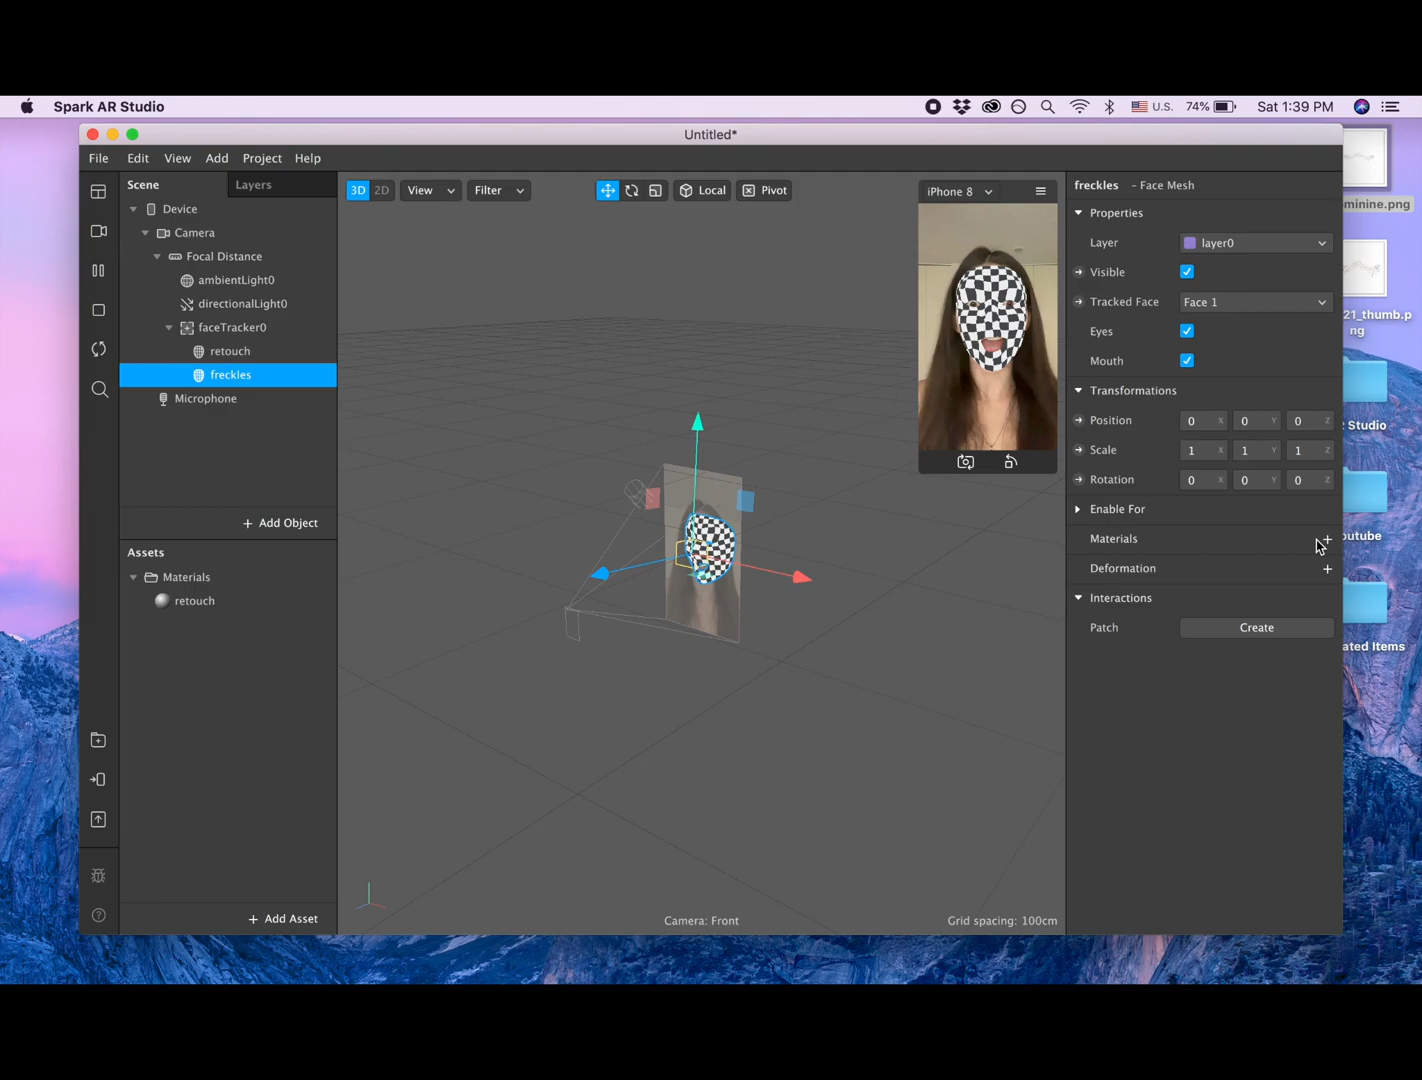 Spark AR Studio
U.S. 74% Sat 1:39 PM
Untitled*
File Edit View Add Project Help
Scene Layers
Device
Camera
Focal Distance
ambientLight0
directionalLight0
faceTracker0
retouch
freckles
Microphone
+ Add Object
Assets
Materials
retouch
+ Add Asset
3D 2D View Filter Local Pivot
iPhone 8
Camera: Front
Grid spacing: 100cm
freckles - Face Mesh
Properties
Layer layer0
Visible
Tracked Face Face 1
Eyes
Mouth
Transformations
Position 0 X 0 Y 0 Z
Scale 1 X 1 Y 1 Z
Rotation 0 X 0 Y 0 Z
Enable For
Materials +
Deformation +
Interactions
Patch Create
minine.png
21_thumb.p
ng
Studio
utube
ated Items